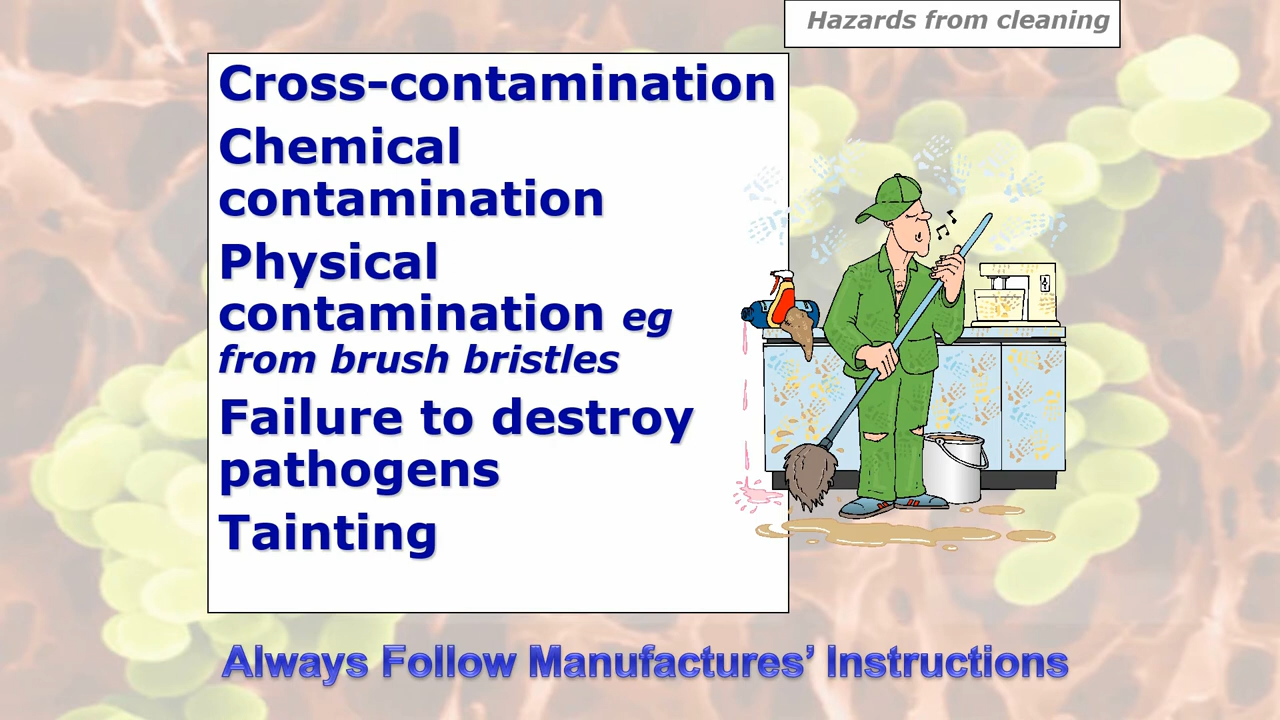 Hazards from cleaning
Cross-contamination
Chemical
contamination
Physical
contamination eg
from brush bristles
Failure to destroy
pathogens
Tainting
Always Follow Manufactures’ Instructions